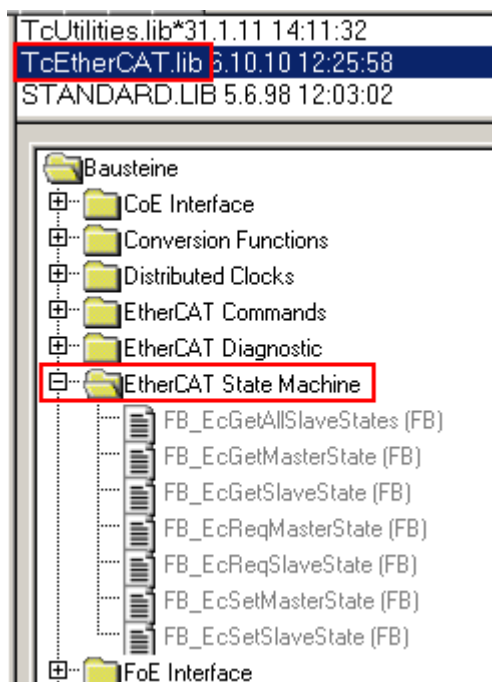 TcUtilities.lib*31.1.11 14:11:32
TcEtherCAT.lib 6.10.10 12:25:58
STANDARD.LIB 5.6.98 12:03:02
Bausteine
CoE Interface
Conversion Functions
Distributed Clocks
EtherCAT Commands
EtherCAT Diagnostic
EtherCAT State Machine
FB_EcGetAllSlaveStates (FB)
FB_EcGetMasterState (FB)
FB_EcGetSlaveState (FB)
FB_EcReqMasterState (FB)
FB_EcReqSlaveState (FB)
FB_EcSetMasterState (FB)
FB_EcSetSlaveState (FB)
FoE Interface